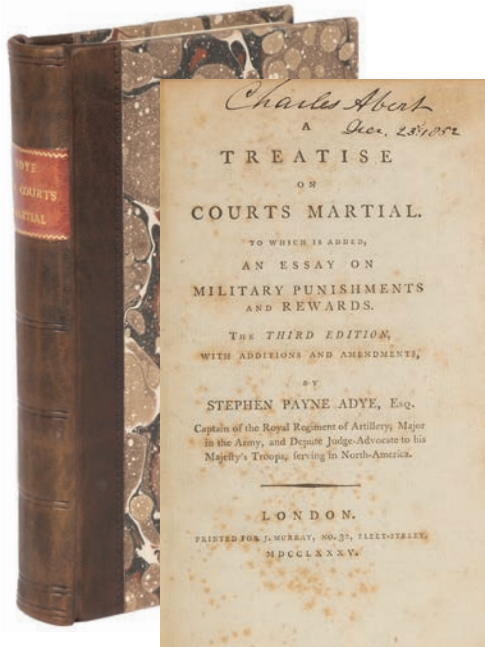 ADYE
COURTS
MARTIAL
Charles Abert
Dec. 23. 1852
A
TREATISE
ON
COURTS MARTIAL.
TO WHICH IS ADDED,
AN ESSAY ON
MILITARY PUNISHMENTS
AND REWARDS.
THE THIRD EDITION,
WITH ADDITIONS AND AMENDMENTS,
BY
STEPHEN PAYNE ADYE, ESQ.
Captain of the Royal Regiment of Artillery, Major
in the Army, and Depute Judge-Advocate to his
Majesty's Troops, serving in North-America.
LONDON.
PRINTED FOR J. MURRAY, NO. 32, FLEET-STREET.
MDCCLXXXV.